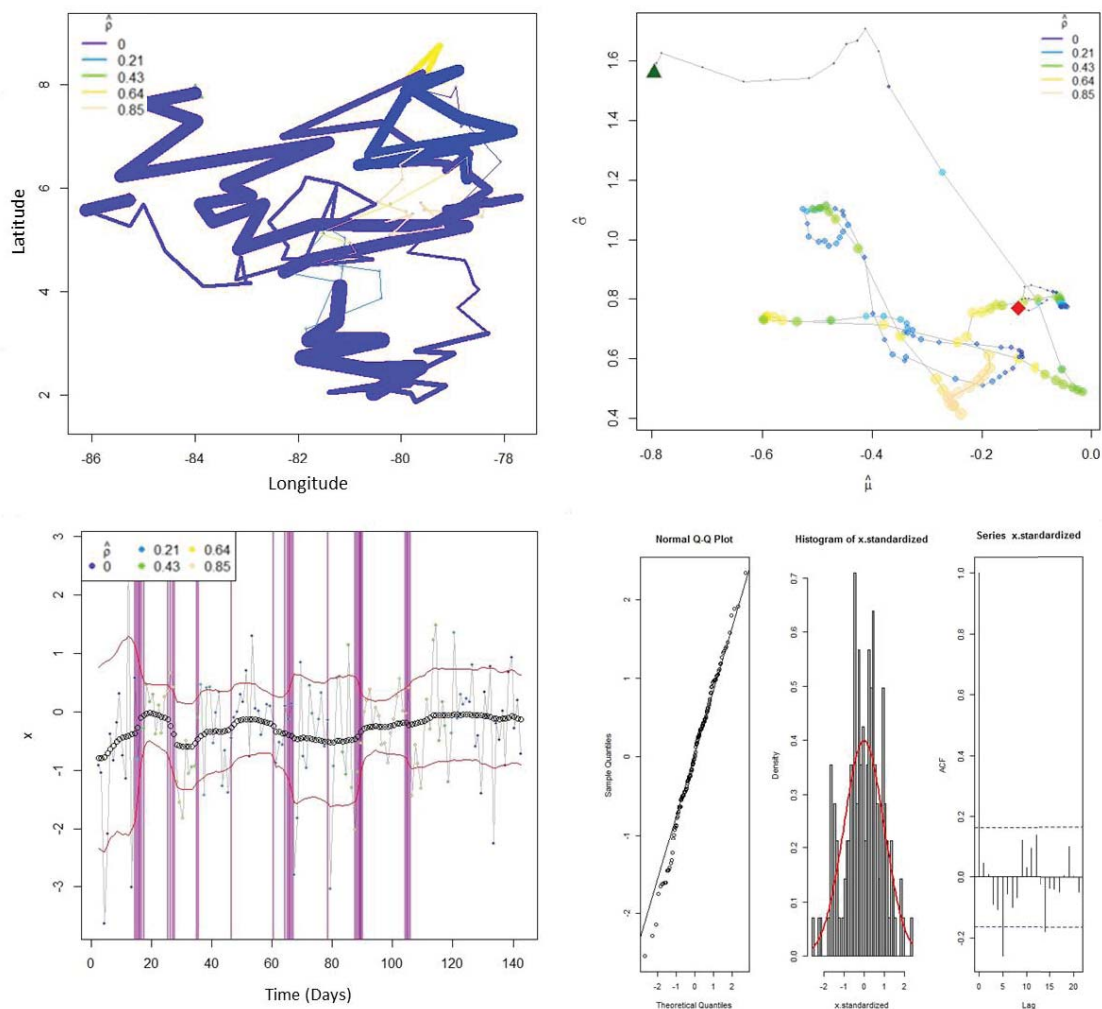 ρ̂
0
0.21
0.43
0.64
0.85
8
6
4
2
Latitude
-86 -84 -82 -80 -78
Longitude
ρ̂
0
0.21
0.43
0.64
0.85
1.6
1.4
1.2
1.0
0.8
0.6
0.4
σ̂
-0.8 -0.6 -0.4 -0.2 0.0
μ̂
ρ̂ 0.21 0.64
0 0.43 0.85
3
2
1
0
-1
-2
-3
x
0 20 40 60 80 100 120 140
Time (Days)
Normal Q-Q Plot
2
1
0
-1
-2
Sample Quantiles
-2 -1 0 1 2
Theoretical Quantiles
Histogram of x.standardized
0.7
0.6
0.5
0.4
0.3
0.2
0.1
0.0
Density
-2 -1 0 1 2
x.standardized
Series x.standardized
1.0
0.8
0.6
0.4
0.2
0.0
-0.2
ACF
0 5 10 15 20
Lag